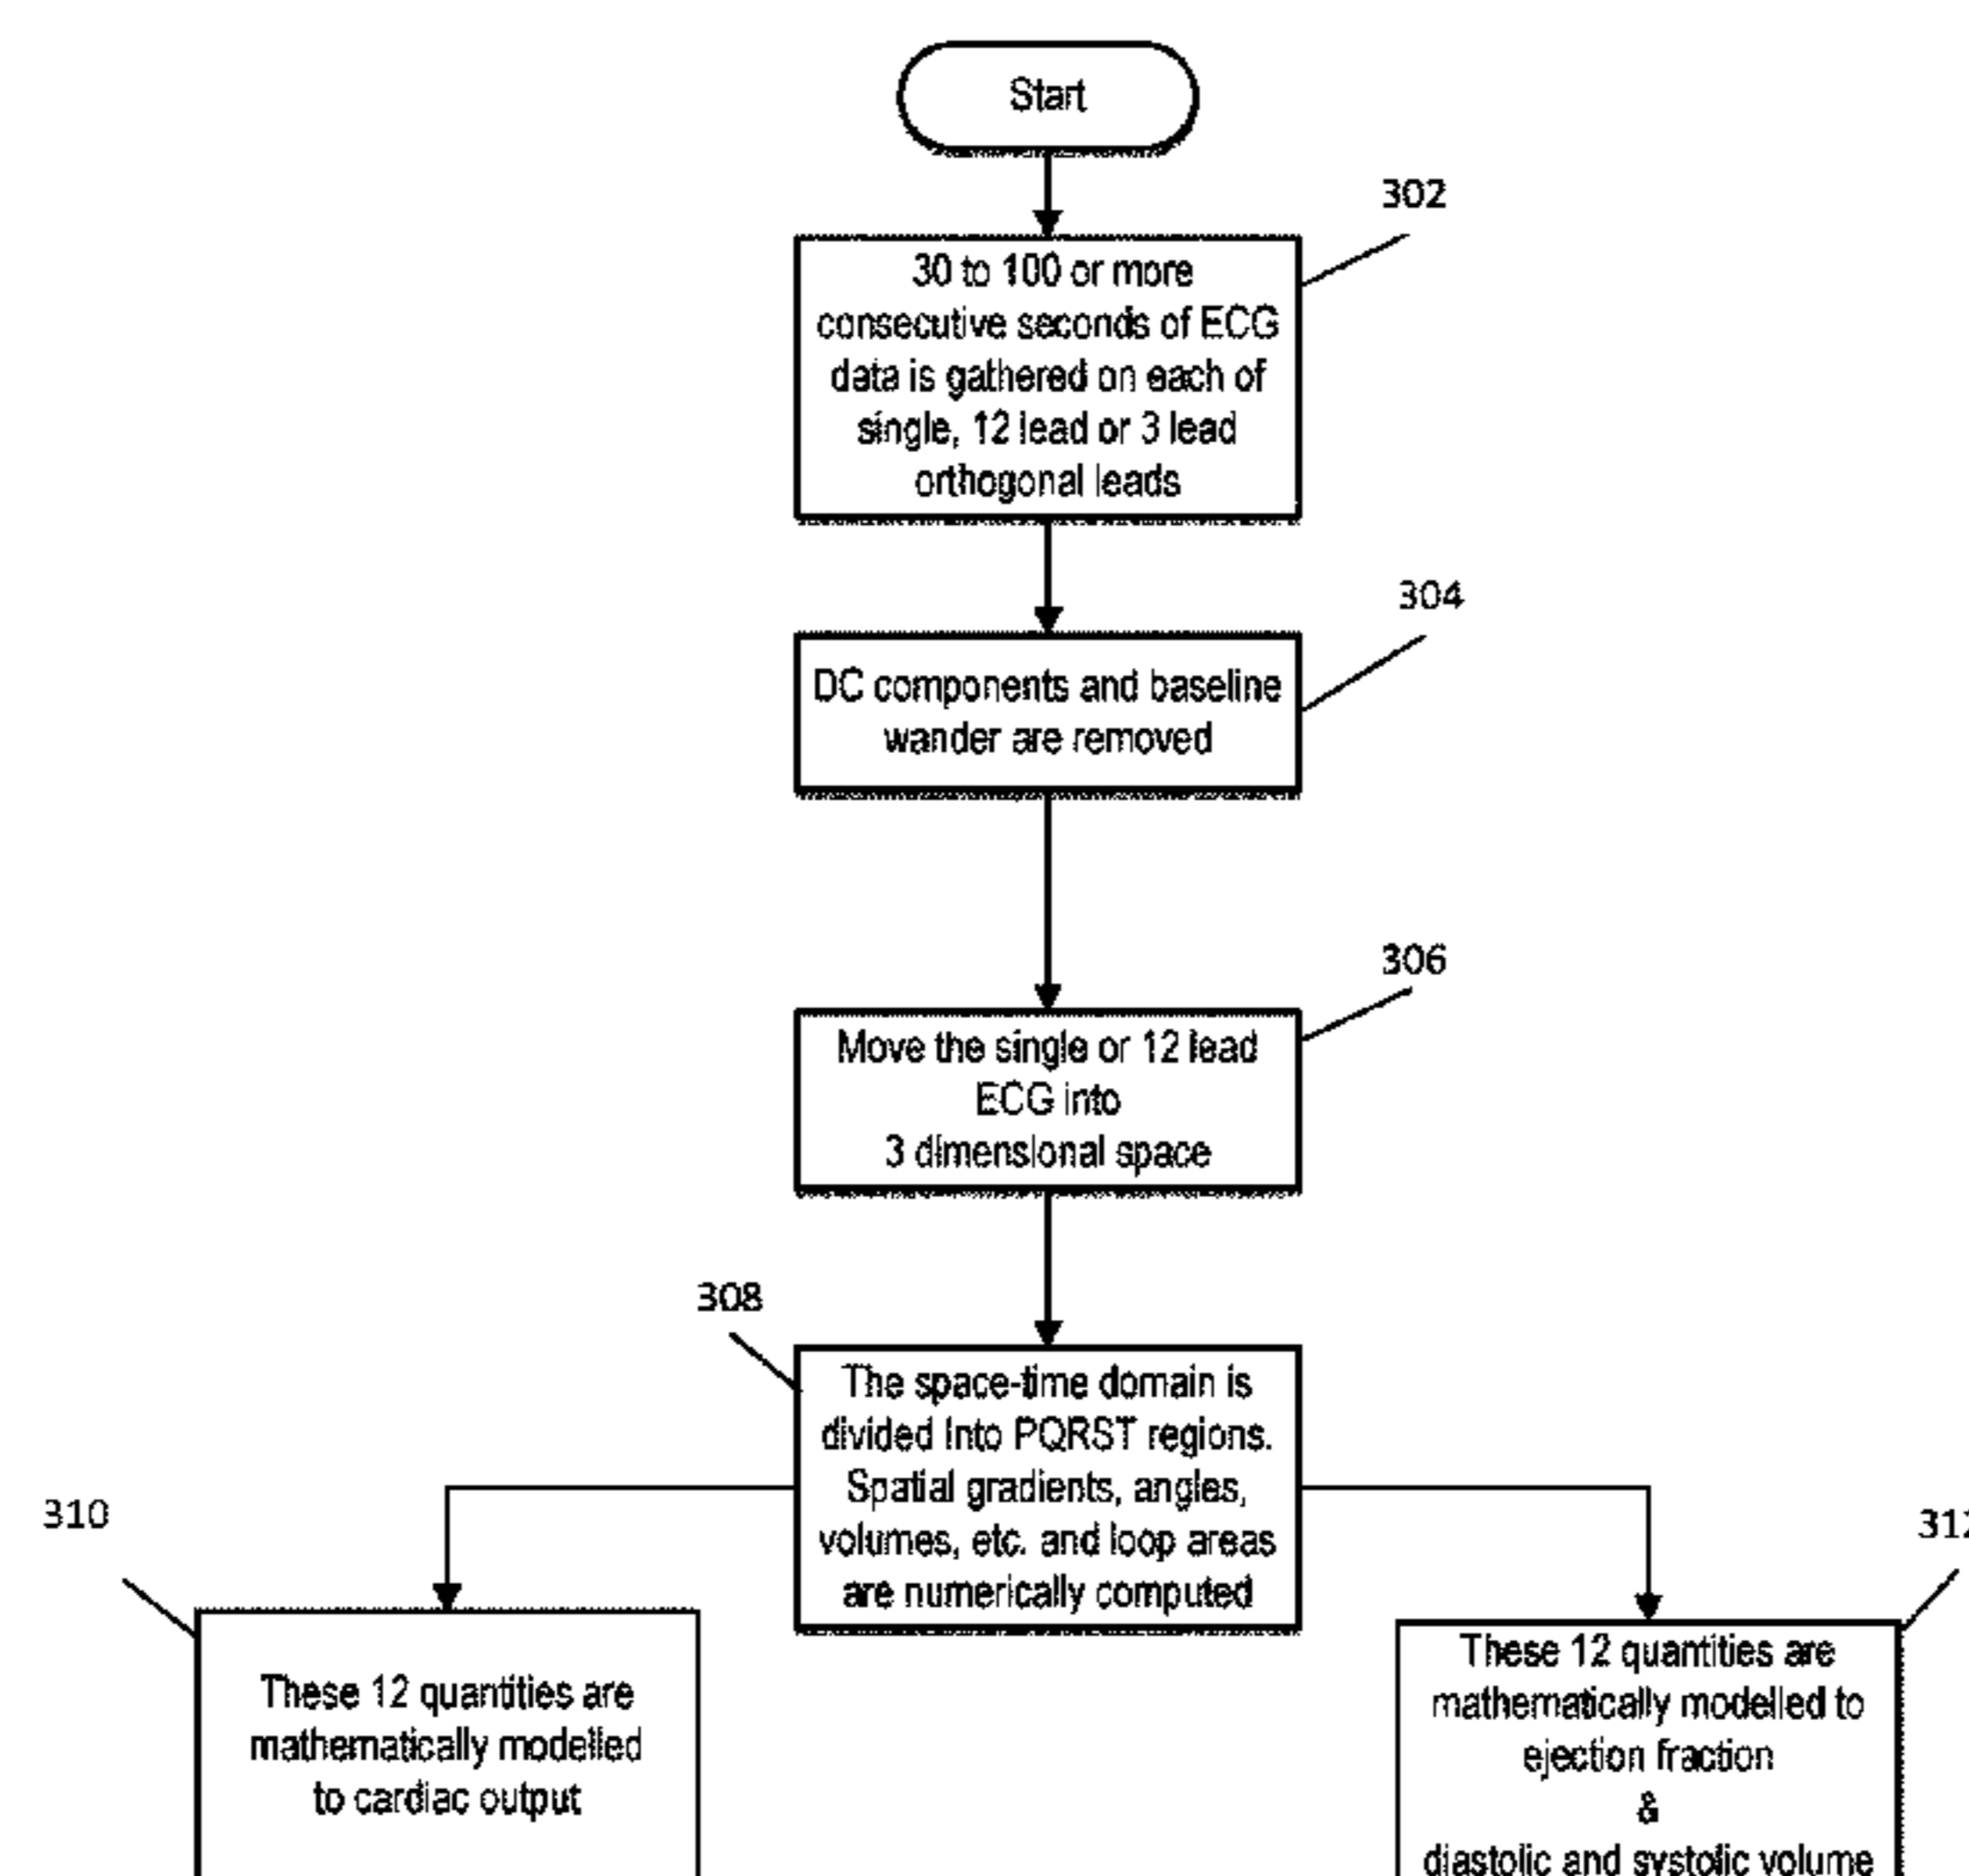 Start
302
30 to 100 or more
consecutive seconds of ECG
data is gathered on each of
single, 12 lead or 3 lead
orthogonal leads
304
DC components and baseline
wander are removed
306
Move the single or 12 lead
ECG into
3 dimensional space
308
The space-time domain is
divided into PQRST regions.
Spatial gradients, angles,
volumes, etc. and loop areas
are numerically computed
310
These 12 quantities are
mathematically modelled
to cardiac output
312
These 12 quantities are
mathematically modelled to
ejection fraction
&
diastolic and systolic volume